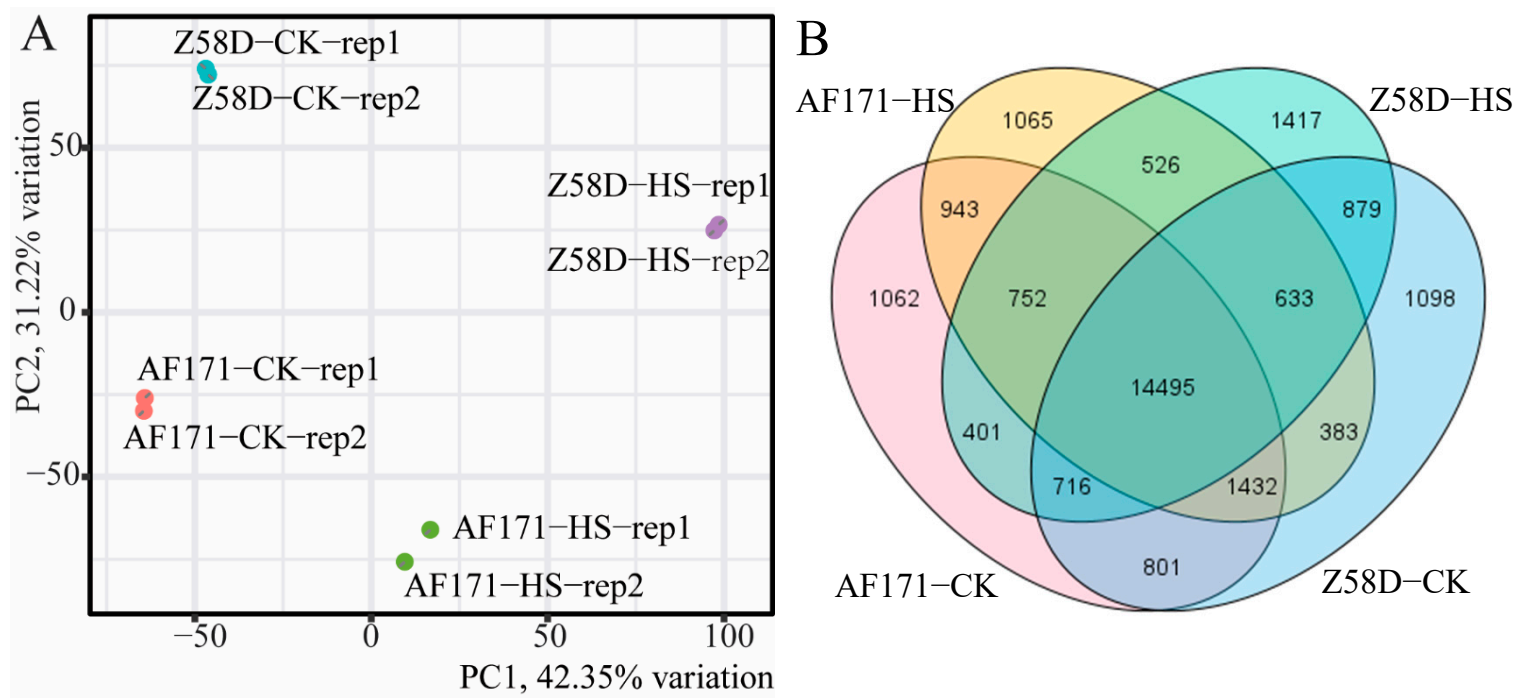 A
Z58D−CK−rep1
Z58D−CK−rep2
50
Z58D−HS−rep1
Z58D−HS−rep2
0
AF171−CK−rep1
AF171−CK−rep2
−50
AF171−HS−rep1
AF171−HS−rep2
PC2, 31.22% variation
−50
0
50
100
PC1, 42.35% variation
B
AF171−HS
Z58D−HS
1065
1417
526
943
879
1062
752
633
1098
14495
401
383
716
1432
801
AF171−CK
Z58D−CK